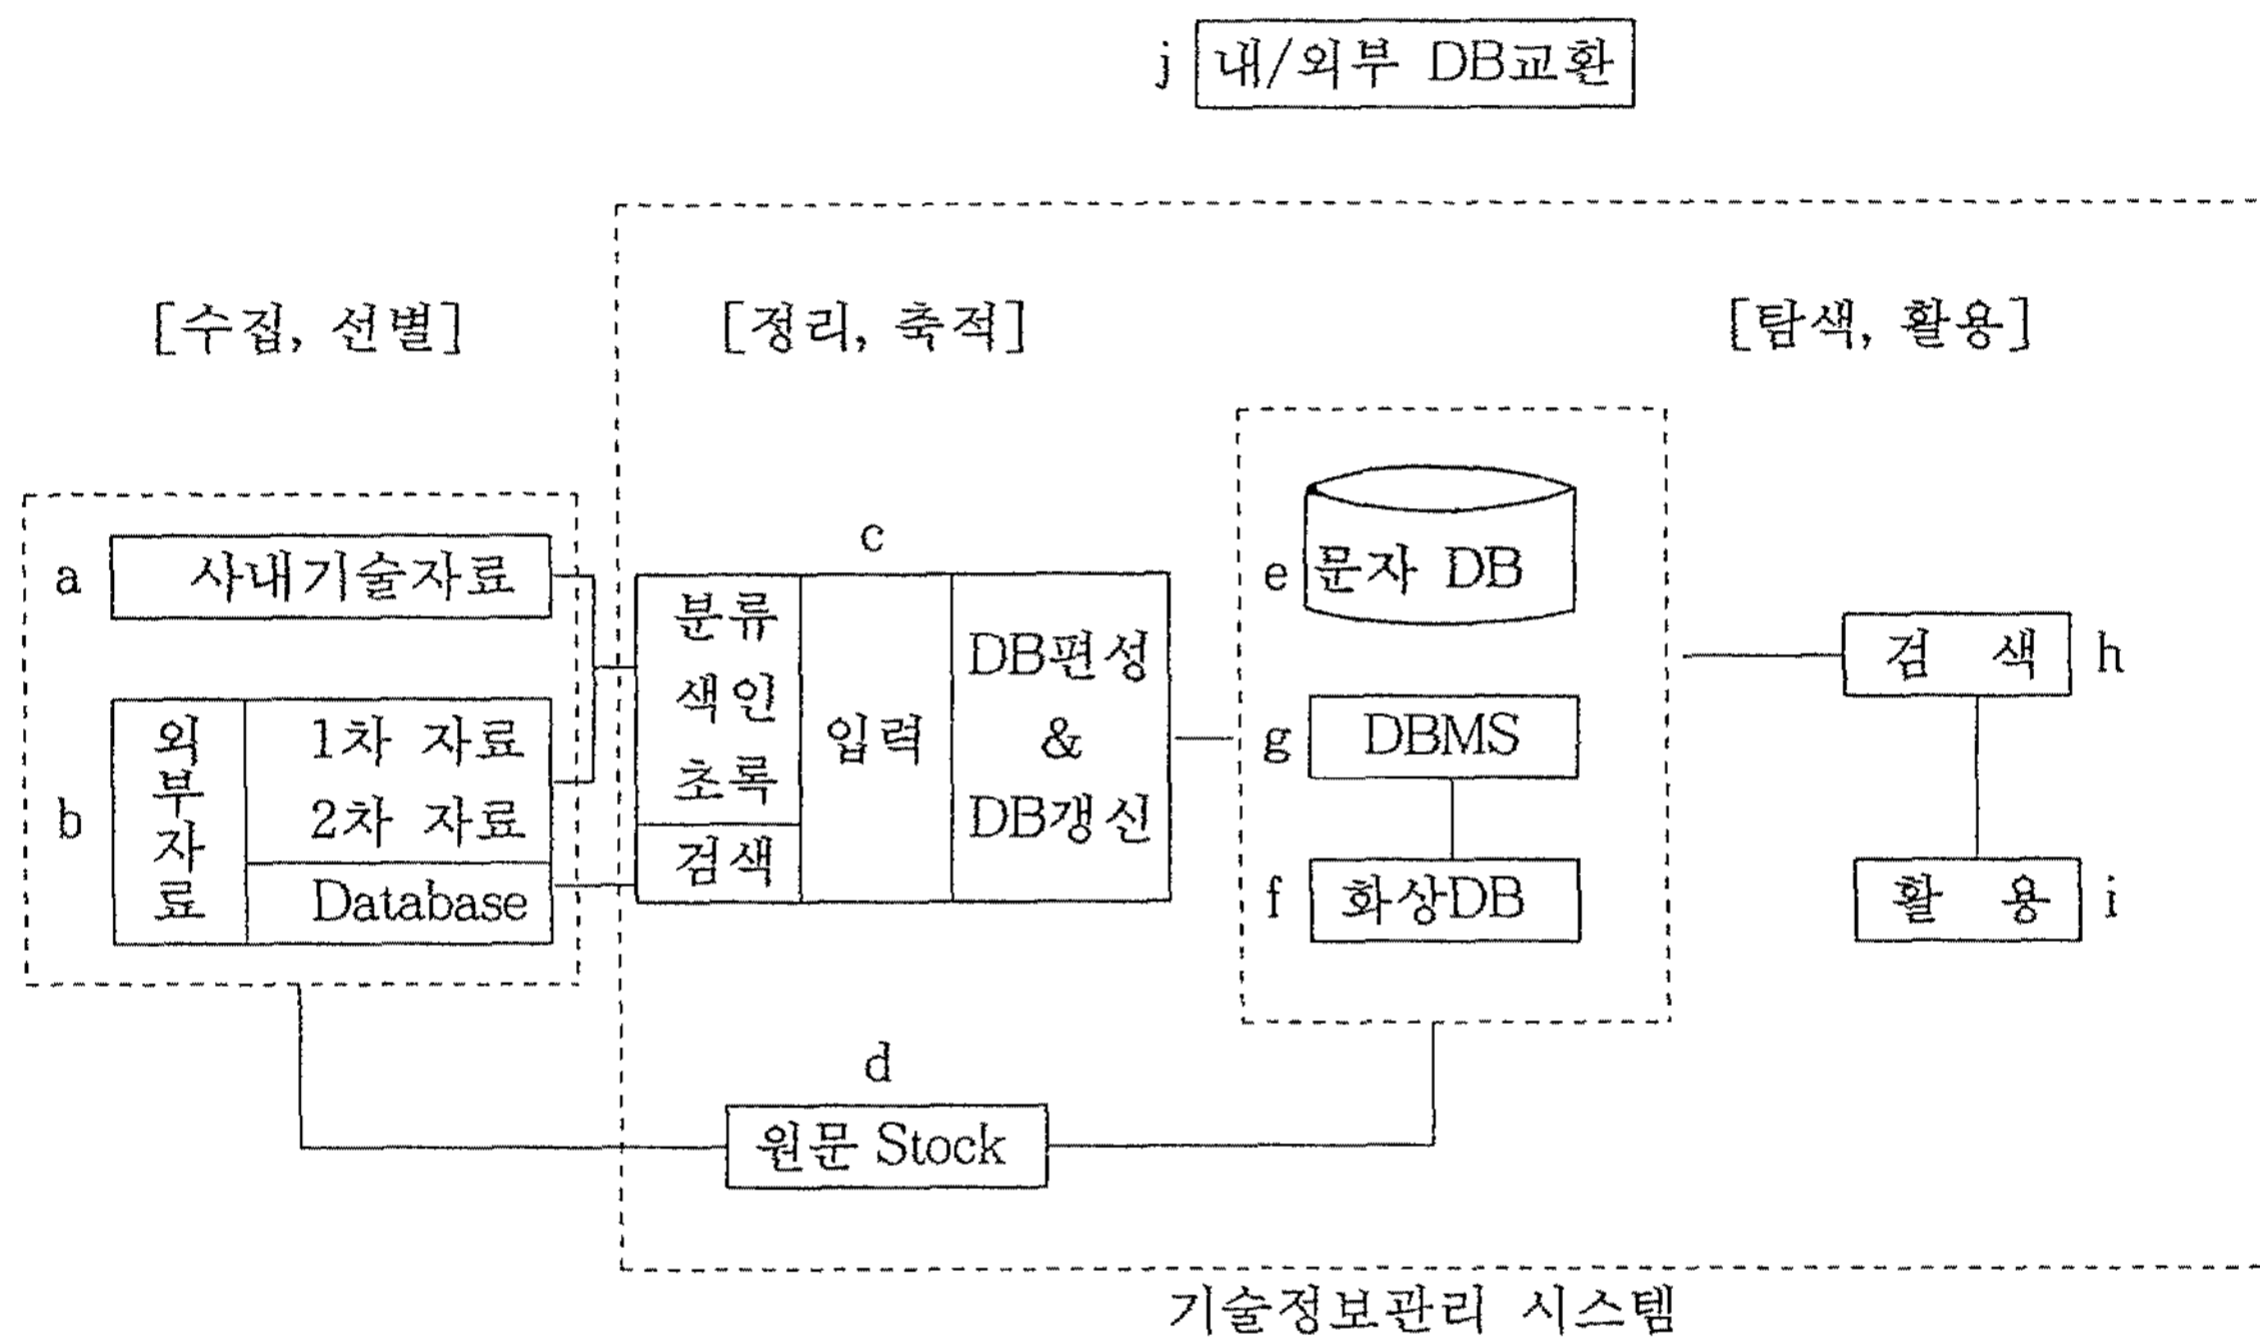 j 내/외부 DB교환
[수집, 선별]
[정리, 축적]
[탐색, 활용]
a 사내기술자료
b 외부자료
1차 자료
2차 자료
Database
c
분류
색인
초록
검색
입력
DB편성
&
DB갱신
e 문자 DB
g DBMS
f 화상DB
검 색 h
활 용 i
d
원문 Stock
기술정보관리 시스템